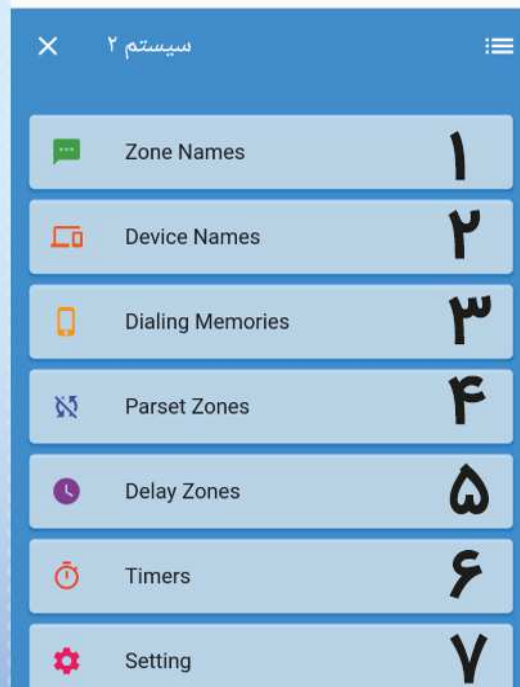 سیستم ۲
Zone Names ۱
Device Names ۲
Dialing Memories ۳
Parset Zones ۴
Delay Zones ۵
Timers ۶
Setting ۷